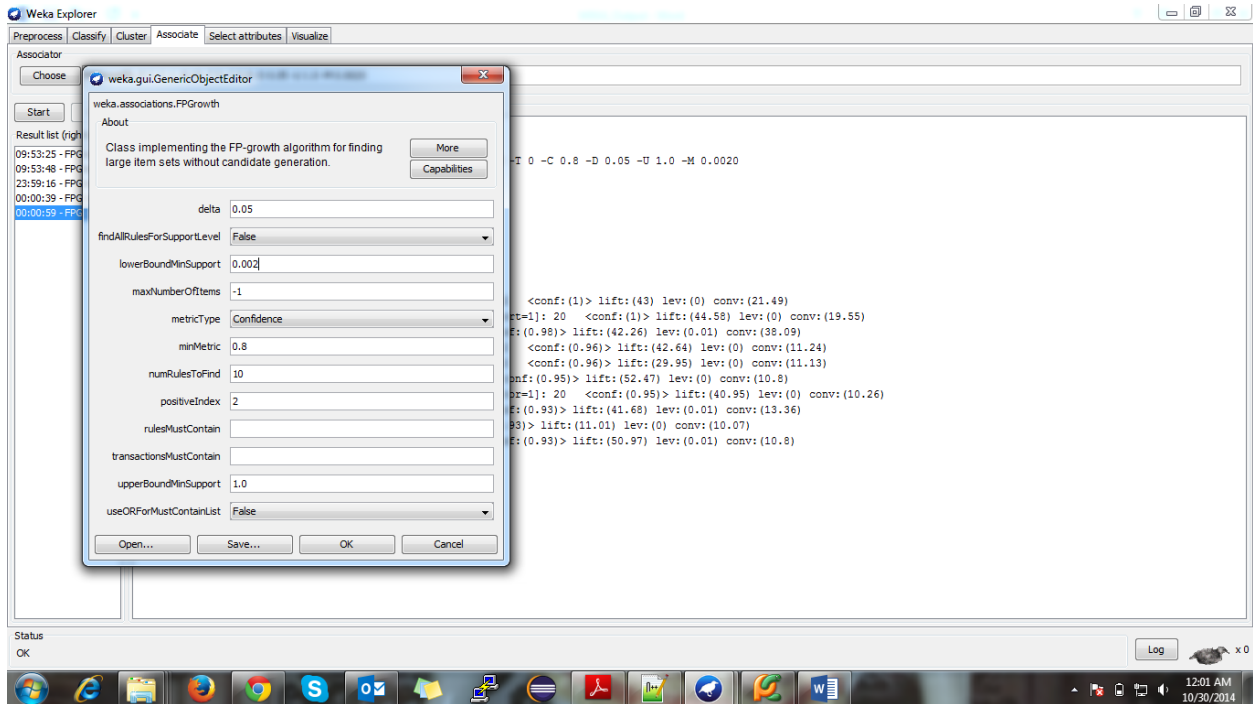 Weka Explorer
Preprocess Classify Cluster Associate Select attributes Visualize
Associator
Choose
weka.gui.GenericObjectEditor
weka.associations.FPGrowth
About
Class implementing the FP-growth algorithm for finding
large item sets without candidate generation.
More
Capabilities
delta 0.05
findAllRulesForSupportLevel False
lowerBoundMinSupport 0.002
maxNumberOfItems -1
metricType Confidence
minMetric 0.8
numRulesToFind 10
positiveIndex 2
rulesMustContain
transactionsMustContain
upperBoundMinSupport 1.0
useORForMustContainList False
Open... Save... OK Cancel
Start
Result list (righ
09:53:25 - FPG
09:53:48 - FPG
23:59:16 - FPG
00:00:39 - FPG
00:00:59 - FPG
-T 0 -C 0.8 -D 0.05 -U 1.0 -M 0.0020
<conf:(1)> lift:(43) lev:(0) conv:(21.49)
rt=1]: 20 <conf:(1)> lift:(44.58) lev:(0) conv:(19.55)
f:(0.98)> lift:(42.26) lev:(0.01) conv:(38.09)
<conf:(0.96)> lift:(42.64) lev:(0) conv:(11.24)
<conf:(0.96)> lift:(29.95) lev:(0) conv:(11.13)
onf:(0.95)> lift:(52.47) lev:(0) conv:(10.8)
or=1]: 20 <conf:(0.95)> lift:(40.95) lev:(0) conv:(10.26)
f:(0.93)> lift:(41.68) lev:(0.01) conv:(13.36)
93)> lift:(11.01) lev:(0) conv:(10.07)
f:(0.93)> lift:(50.97) lev:(0.01) conv:(10.8)
Status
OK
Log x 0
12:01 AM
10/30/2014